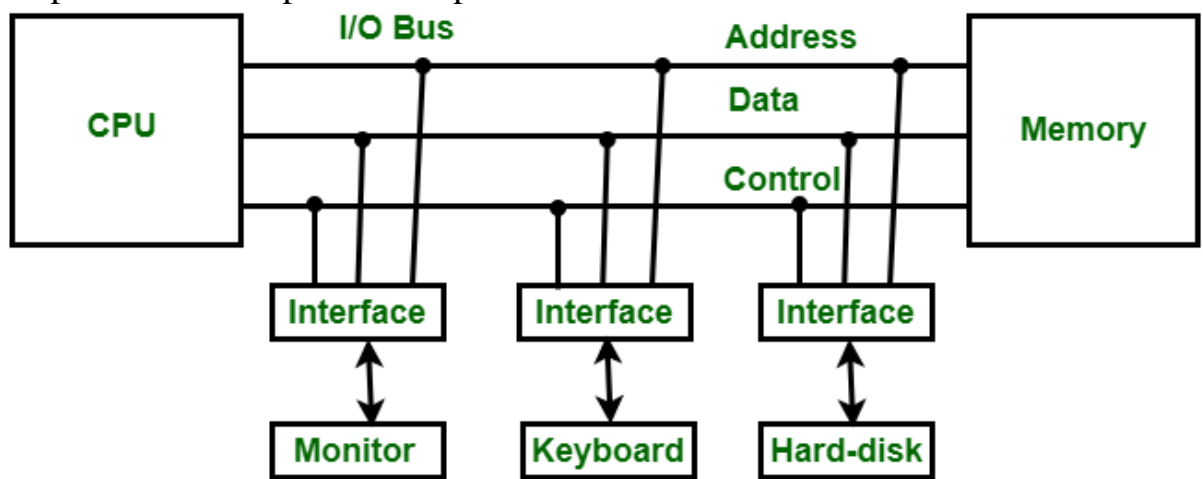 I/O Bus
Address
CPU
Data
Memory
Control
Interface Interface Interface
Monitor Keyboard Hard-disk